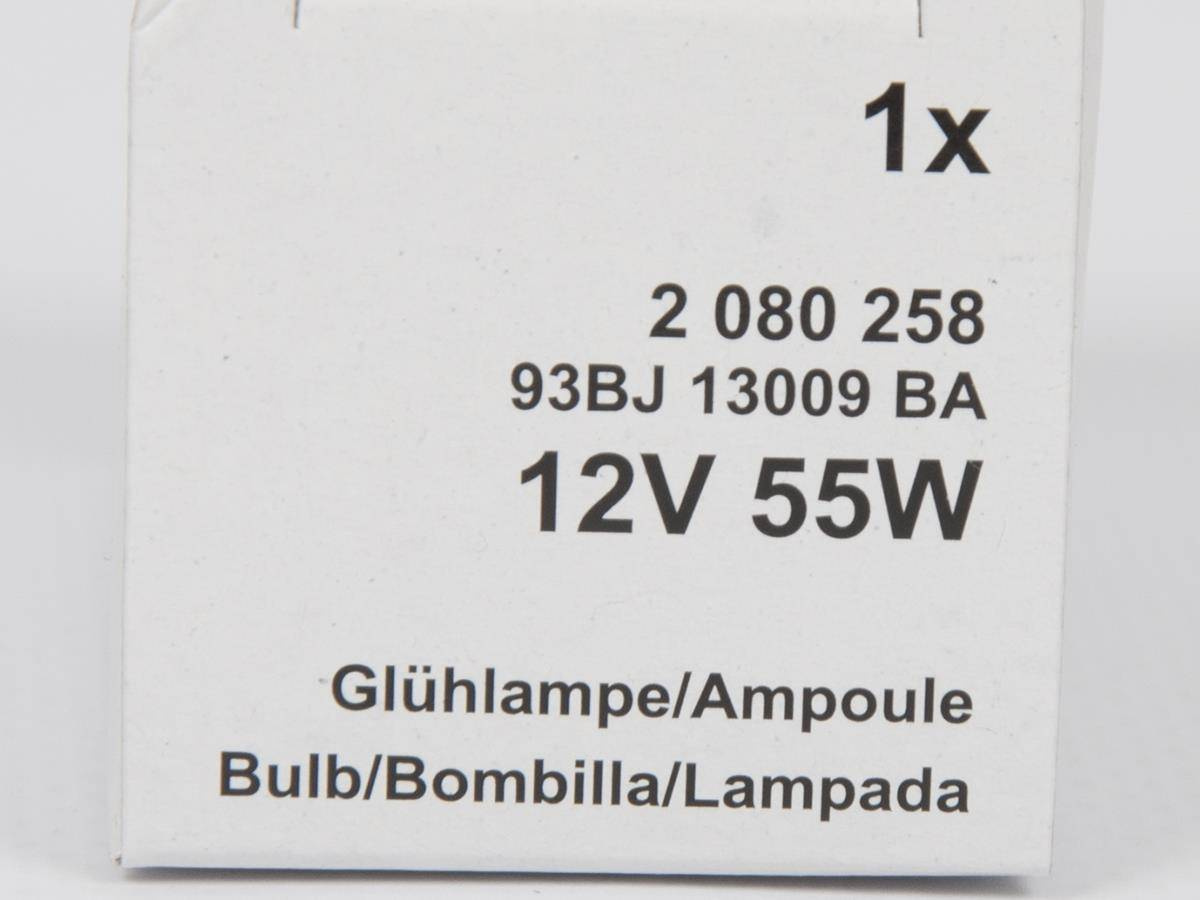 1x
2 080 258
93BJ 13009 BA
12V 55W
Glühlampe/Ampoule
Bulb/Bombilla/Lampada